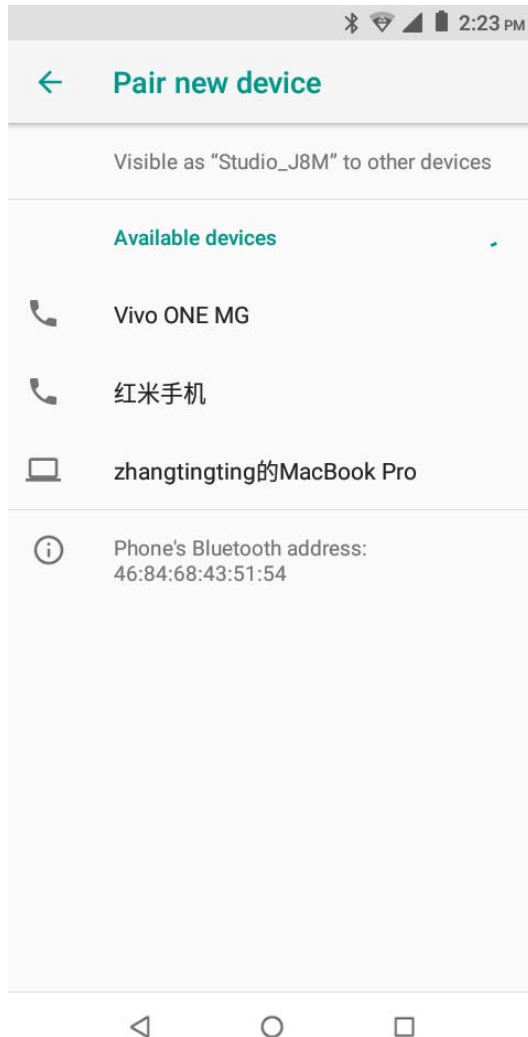 2:23 PM
Pair new device
Visible as “Studio_J8M” to other devices
Available devices
Vivo ONE MG
红米手机
zhangtingting的MacBook Pro
Phone's Bluetooth address:
46:84:68:43:51:54